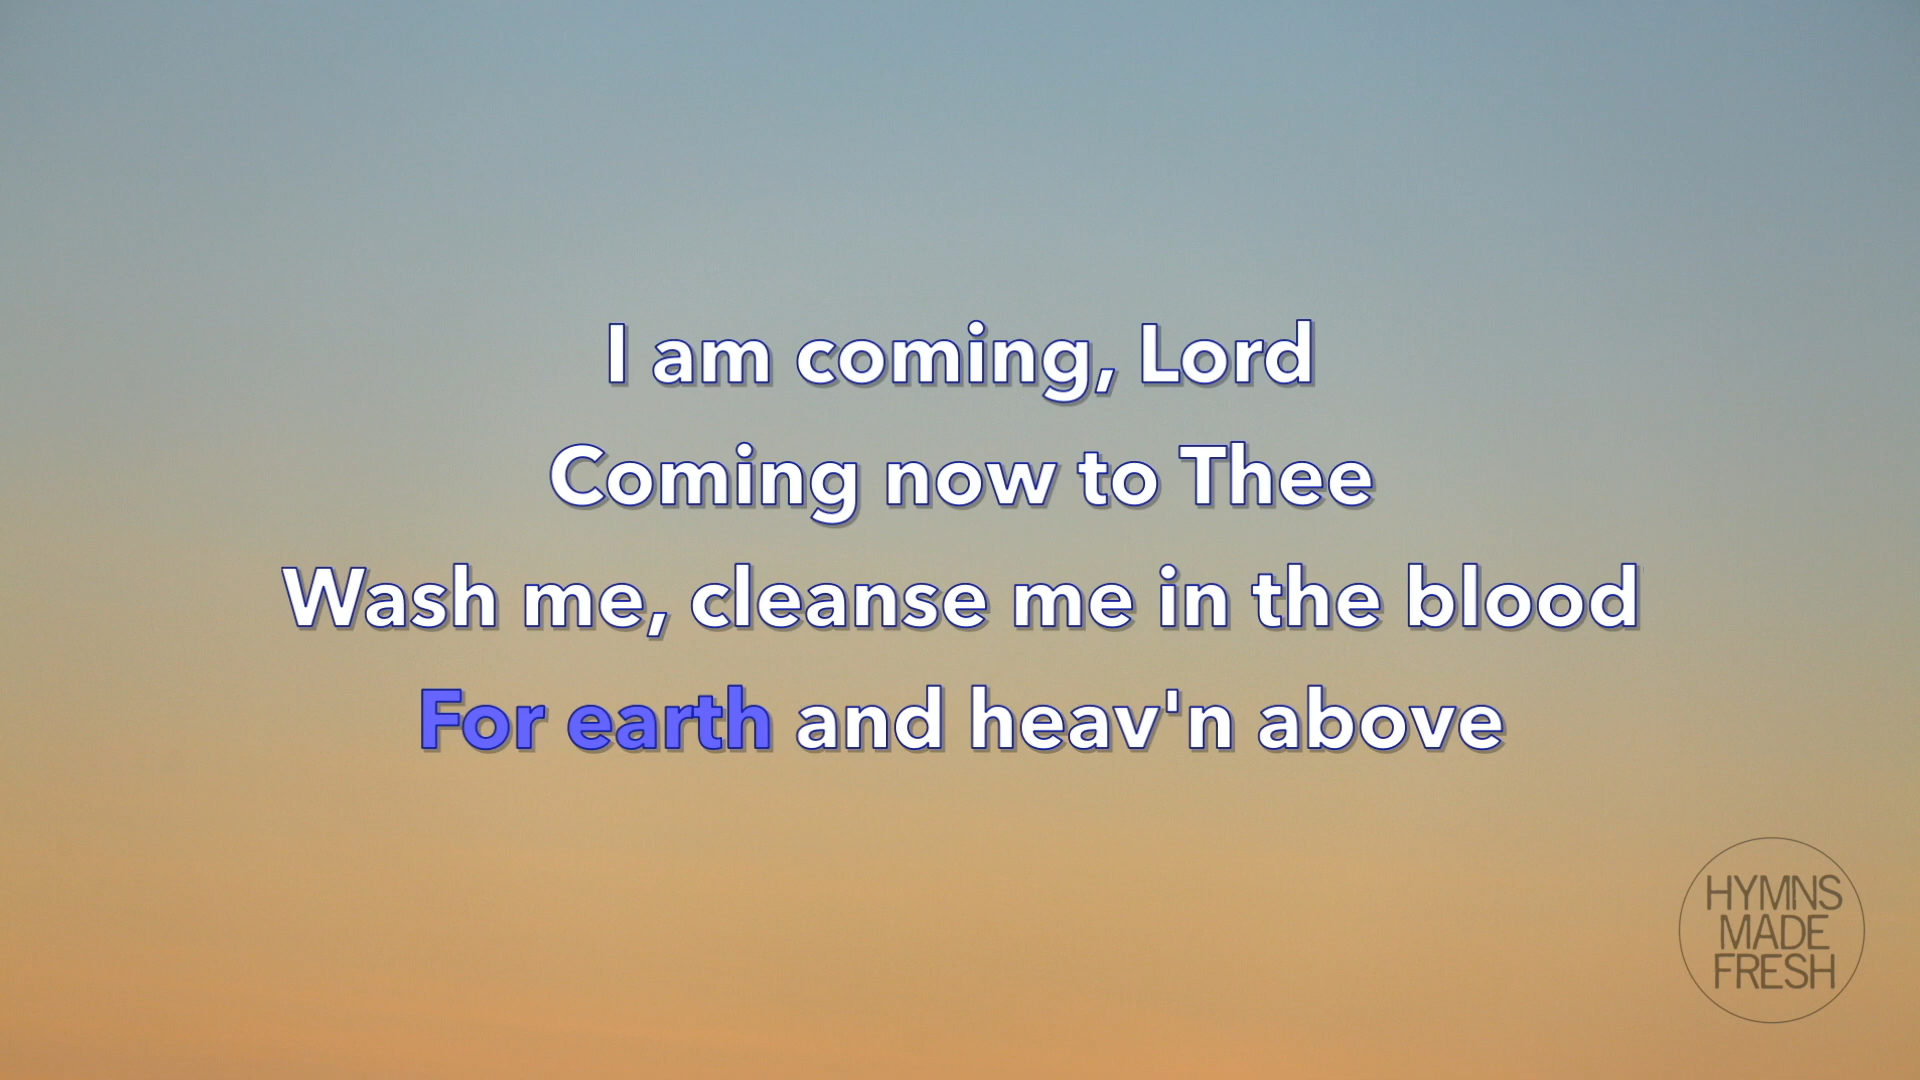 I am coming, Lord
Coming now to Thee
Wash me, cleanse me in the blood
For earth and heav'n above
HYMNS
MADE
FRESH